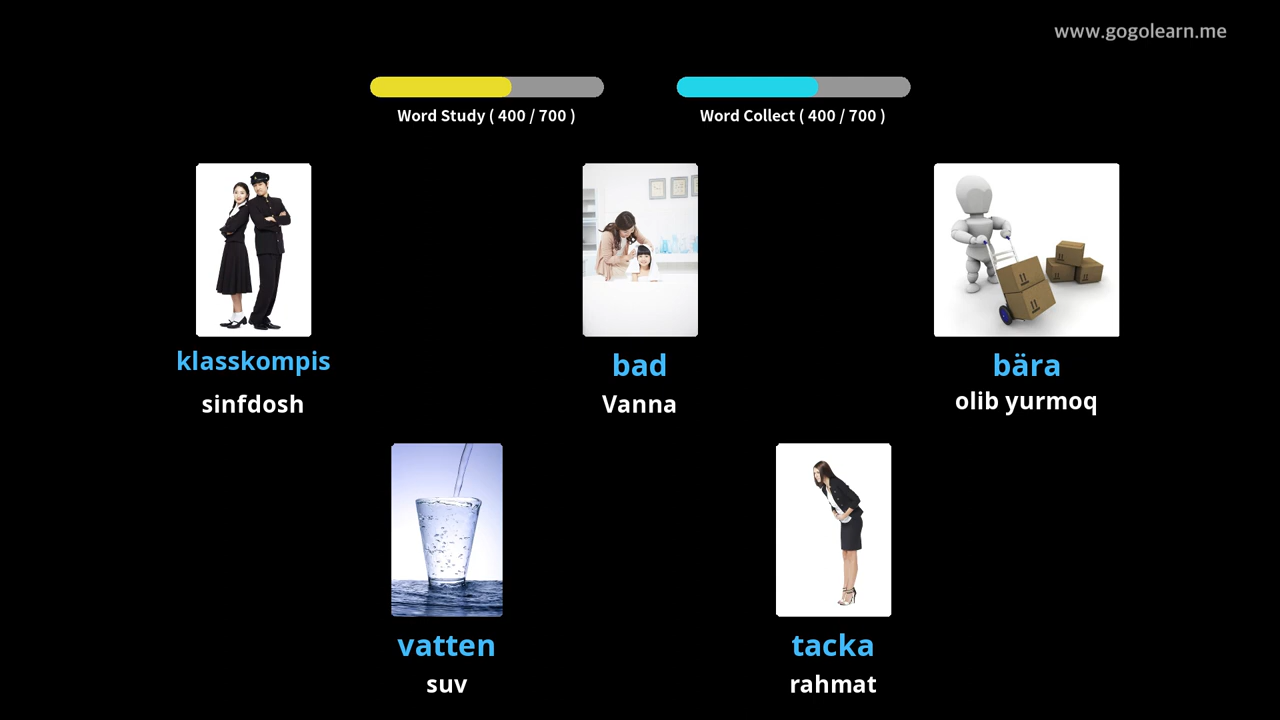 www.gogolearn.me
Word Study ( 400 / 700 )
Word Collect ( 400 / 700 )
klasskompis
sinfdosh
bad
Vanna
bära
olib yurmoq
vatten
suv
tacka
rahmat